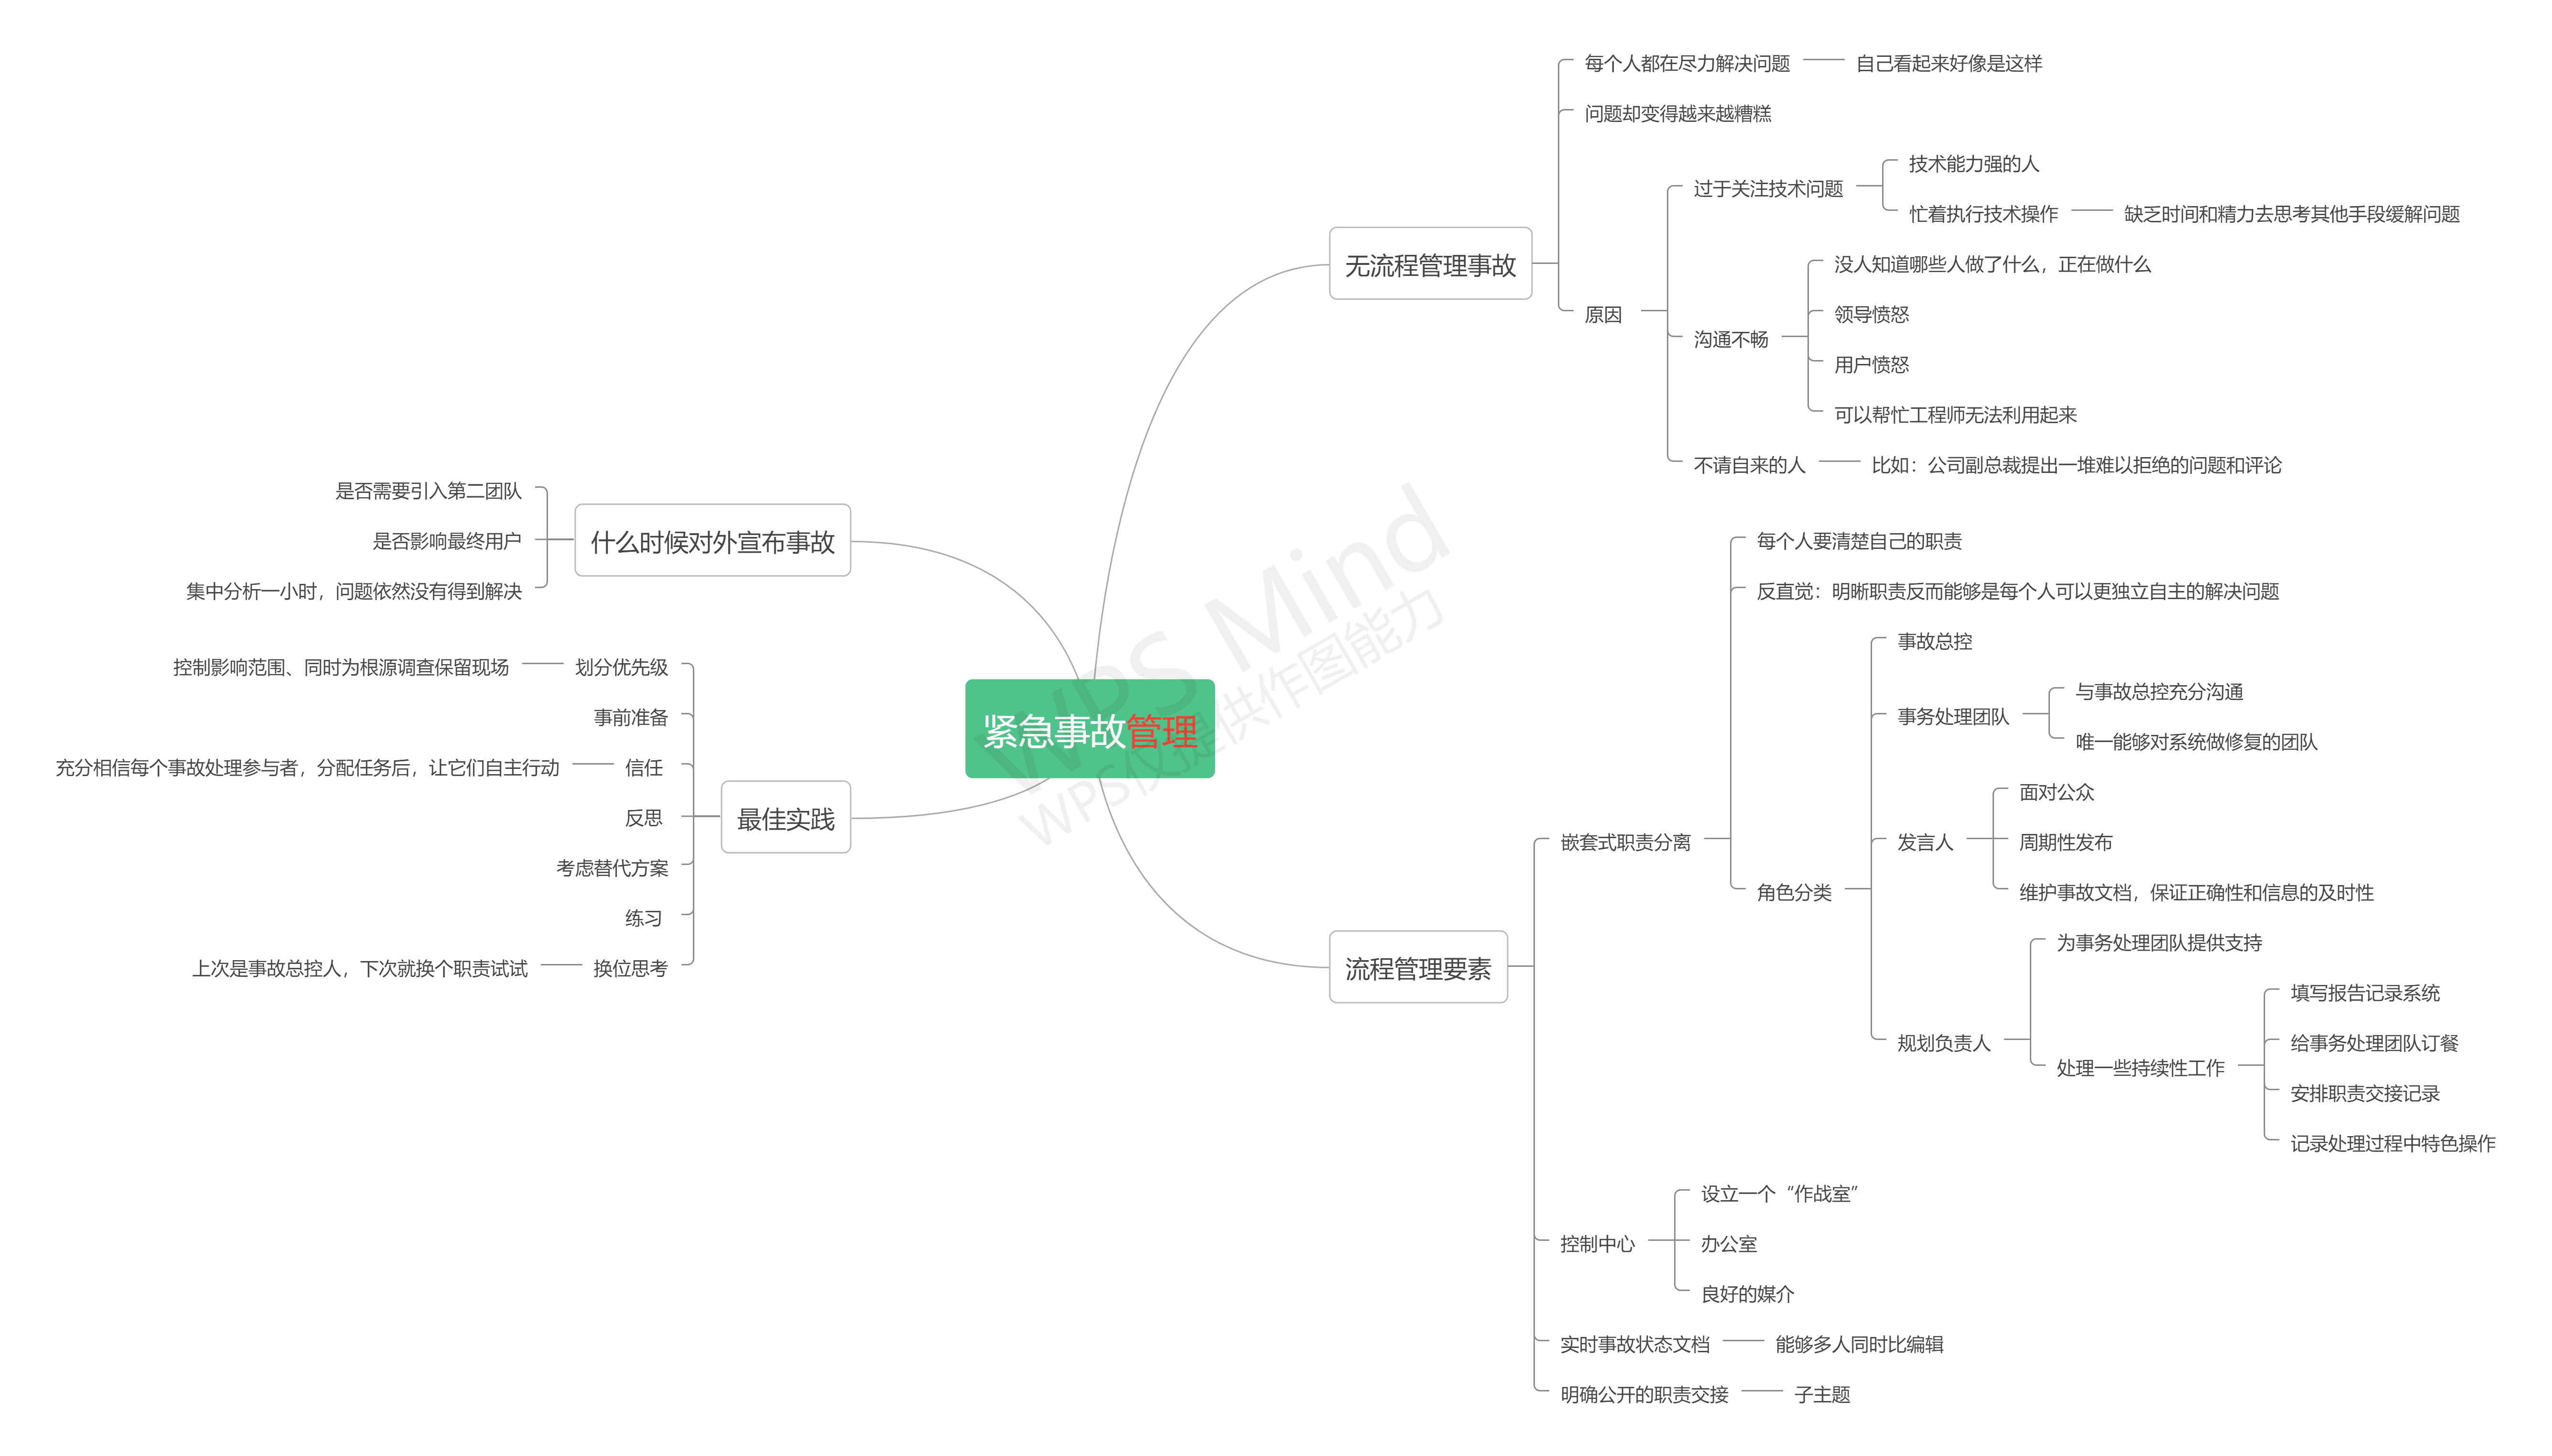 紧急事故管理
无流程管理事故
每个人都在尽力解决问题
自己看起来好像是这样
问题却变得越来越糟糕
原因
过于关注技术问题
技术能力强的人
忙着执行技术操作
缺乏时间和精力去思考其他手段缓解问题
沟通不畅
没人知道哪些人做了什么，正在做什么
领导愤怒
用户愤怒
可以帮忙工程师无法利用起来
不请自来的人
比如：公司副总裁提出一堆难以拒绝的问题和评论
流程管理要素
嵌套式职责分离
每个人要清楚自己的职责
反直觉：明晰职责反而能够是每个人可以更独立自主的解决问题
角色分类
事故总控
事务处理团队
与事故总控充分沟通
唯一能够对系统做修复的团队
发言人
面对公众
周期性发布
维护事故文档，保证正确性和信息的及时性
规划负责人
为事务处理团队提供支持
处理一些持续性工作
填写报告记录系统
给事务处理团队订餐
安排职责交接记录
记录处理过程中特色操作
控制中心
设立一个“作战室”
办公室
良好的媒介
实时事故状态文档
能够多人同时比编辑
明确公开的职责交接
子主题
什么时候对外宣布事故
是否需要引入第二团队
是否影响最终用户
集中分析一小时，问题依然没有得到解决
最佳实践
划分优先级
控制影响范围、同时为根源调查保留现场
事前准备
信任
充分相信每个事故处理参与者，分配任务后，让它们自主行动
反思
考虑替代方案
练习
换位思考
上次是事故总控人，下次就换个职责试试
WPS Mind
WPS仅提供作图能力